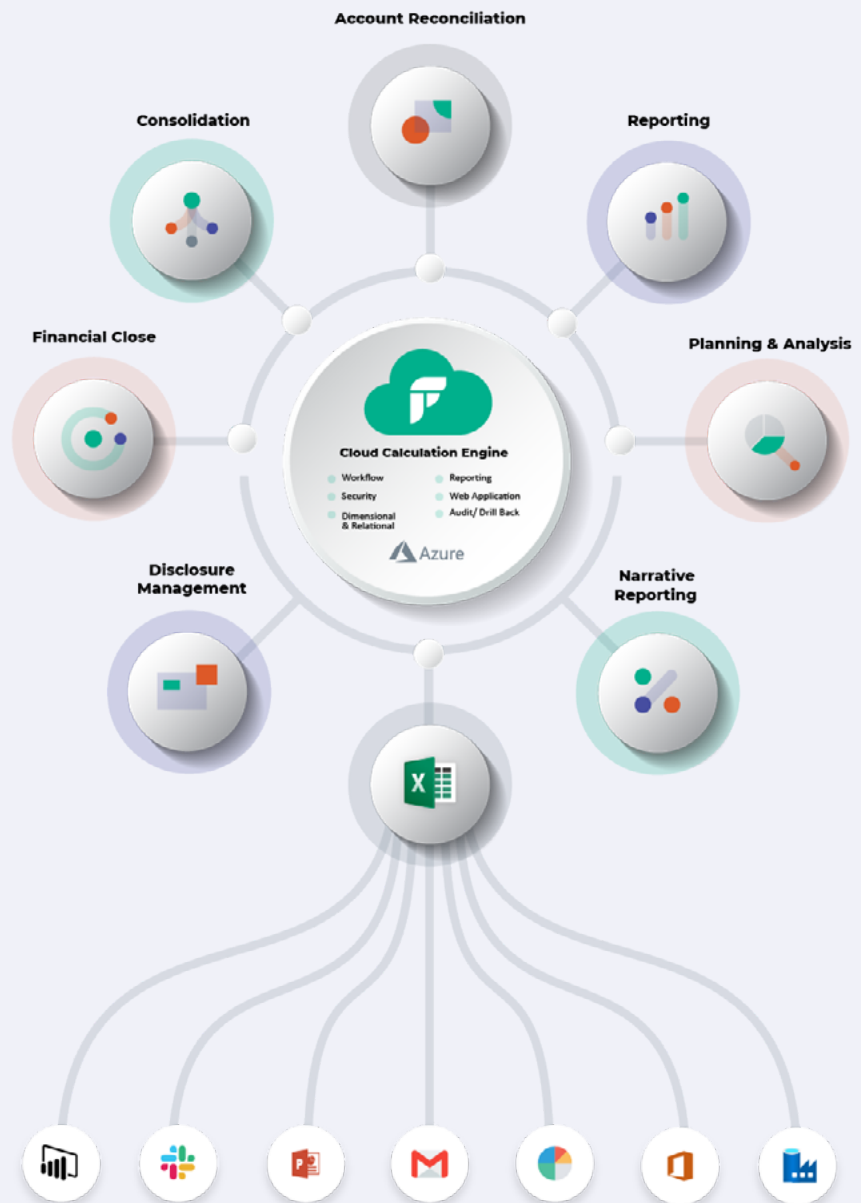 Account Reconciliation
Consolidation
Reporting
Financial Close
Planning & Analysis
Cloud Calculation Engine
Workflow
Reporting
Security
Web Application
Dimensional
& Relational
Audit/ Drill Back
Azure
Disclosure
Management
Narrative
Reporting
X
P